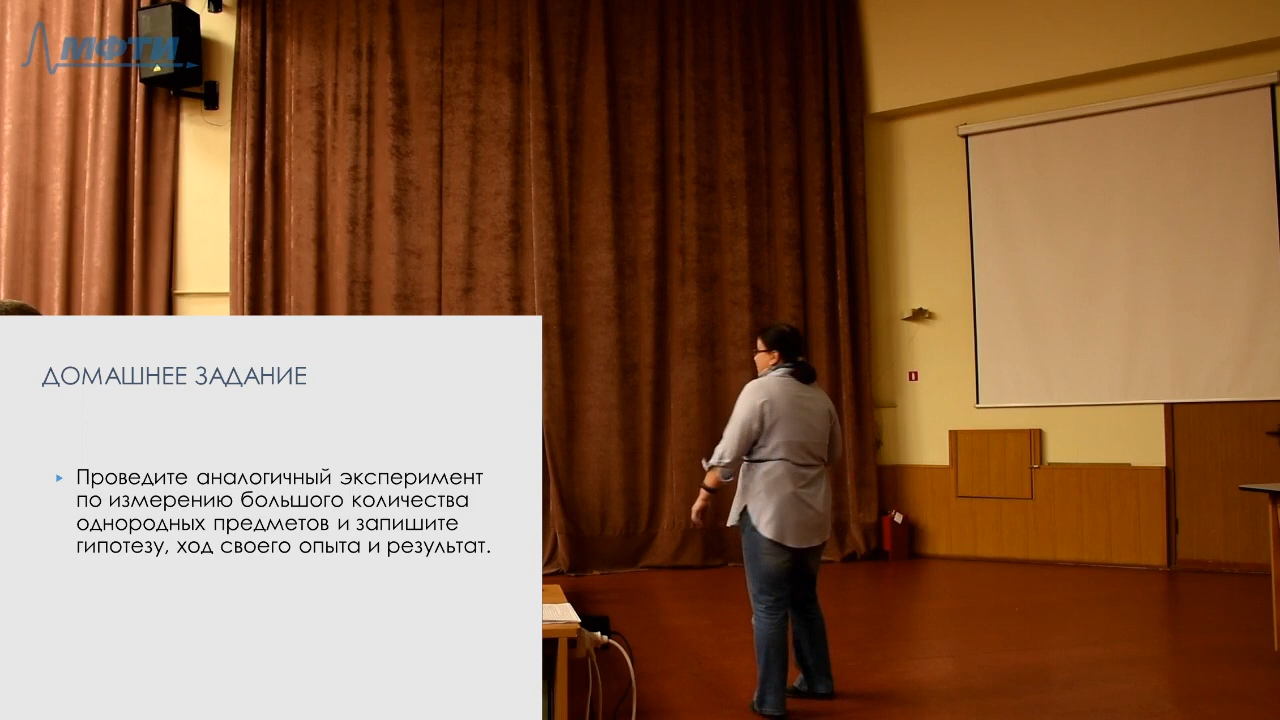 МФТИ
ДОМАШНЕЕ ЗАДАНИЕ
Проведите аналогичный эксперимент
по измерению большого количества
однородных предметов и запишите
гипотезу, ход своего опыта и результат.